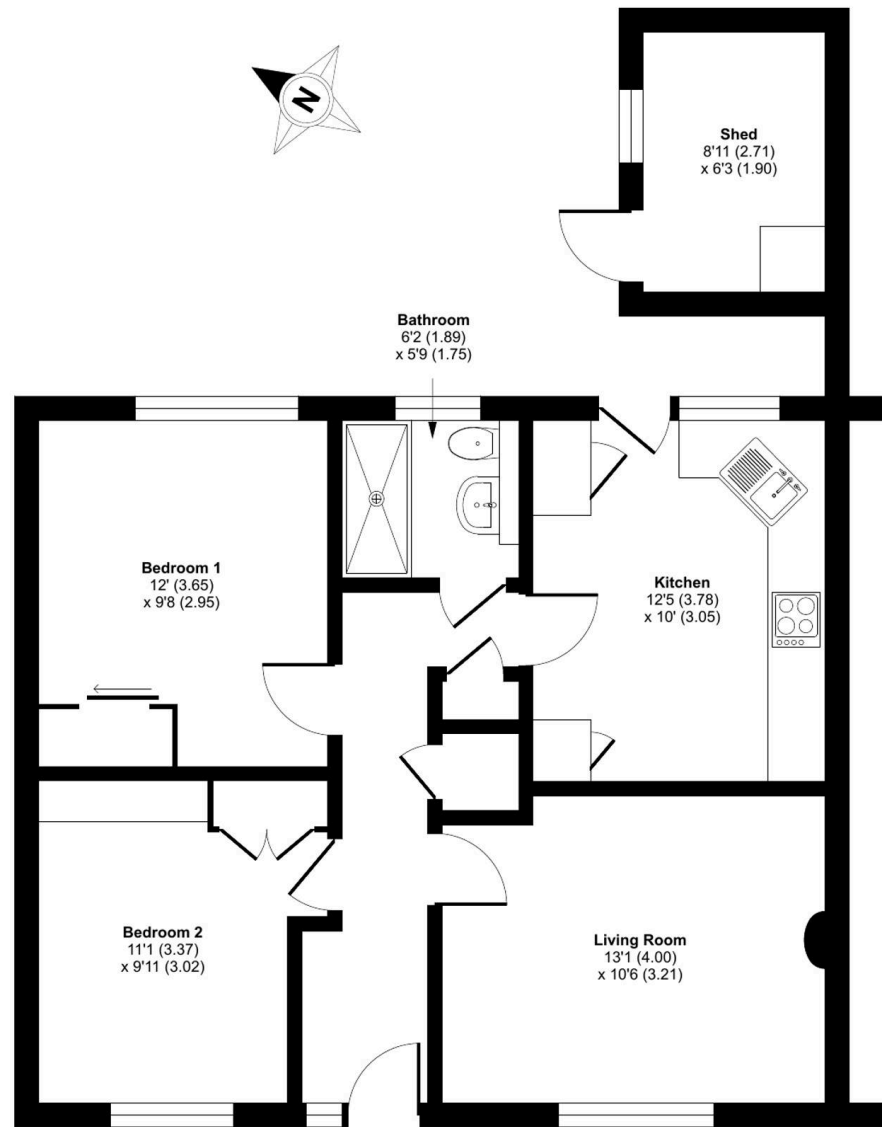 N
Shed
8'11 (2.71)
x 6'3 (1.90)
Bathroom
6'2 (1.89)
x 5'9 (1.75)
Bedroom 1
12' (3.65)
x 9'8 (2.95)
Kitchen
12'5 (3.78)
x 10' (3.05)
Bedroom 2
11'1 (3.37)
x 9'11 (3.02)
Living Room
13'1 (4.00)
x 10'6 (3.21)